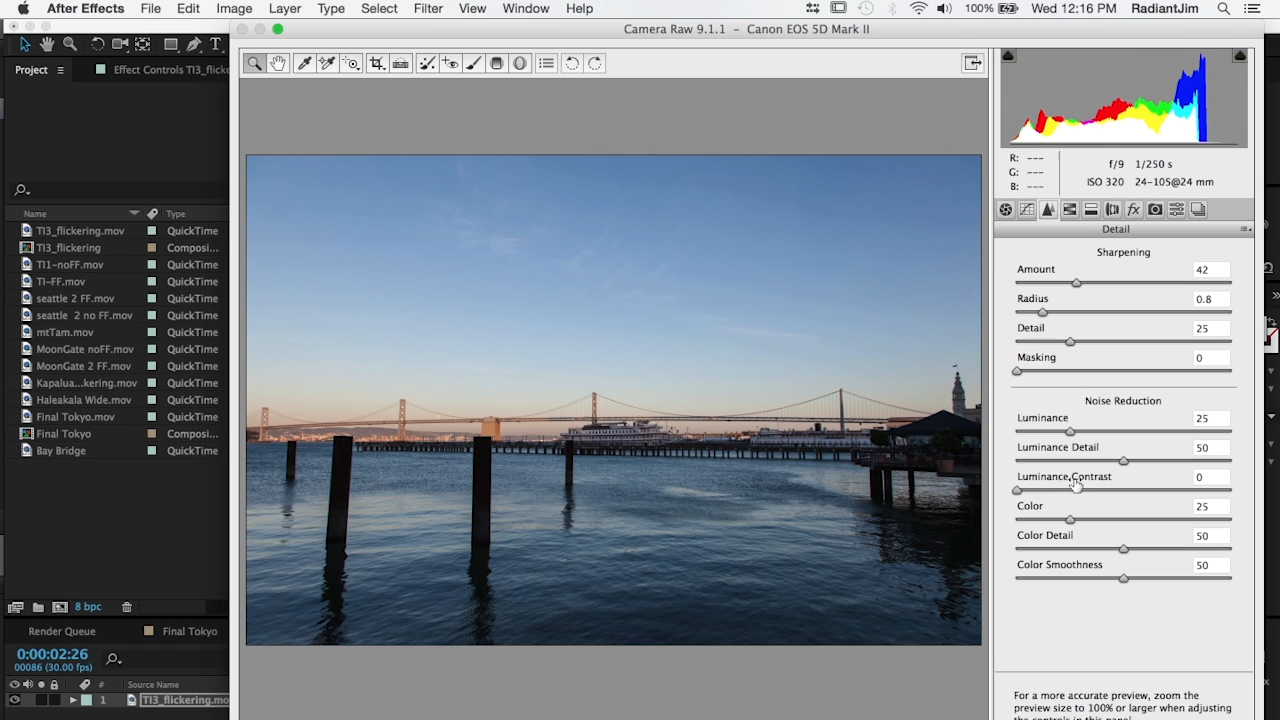 After Effects File Edit Image Layer Type Select Filter View Window Help 100% Wed 12:16 PM RadiantJim
Camera Raw 9.1.1 - Canon EOS 5D Mark II
Project Effect Controls TI3_flicke
Name Type
TI3_flickering.mov QuickTime
TI3_flickering Composi...
TI1-noFF.mov QuickTime
TI-FF.mov QuickTime
seattle 2 FF.mov QuickTime
seattle 2 no FF.mov QuickTime
mtTam.mov QuickTime
MoonGate noFF.mov QuickTime
MoonGate 2 FF.mov QuickTime
Kapalua...kering.mov QuickTime
Haleakala Wide.mov QuickTime
Final Tokyo.mov QuickTime
Final Tokyo Composi...
Bay Bridge QuickTime
8 bpc
Render Queue Final Tokyo
0:00:02:26
00086 (30.00 fps)
# Source Name
1 TI3_flickering.mo
R: ---
G: ---
B: ---
f/9 1/250 s
ISO 320 24-105@24 mm
Detail
Sharpening
Amount 42
Radius 0.8
Detail 25
Masking 0
Noise Reduction
Luminance 25
Luminance Detail 50
Luminance Contrast 0
Color 25
Color Detail 50
Color Smoothness 50
For a more accurate preview, zoom the
preview size to 100% or larger when adjusting
the controls in this panel